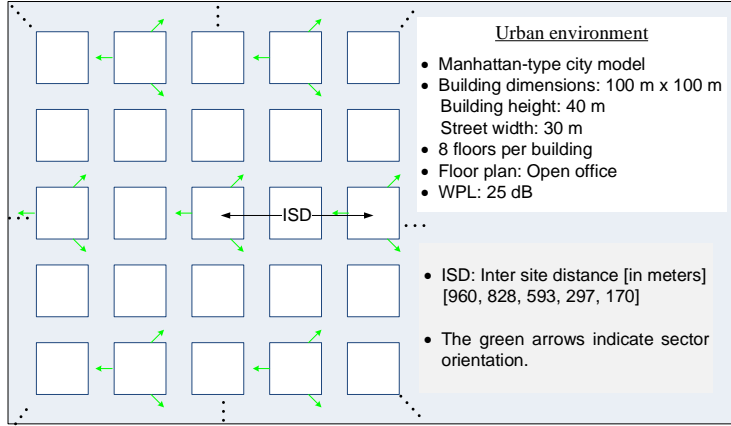 Urban environment
• Manhattan-type city model
• Building dimensions: 100 m x 100 m
Building height: 40 m
Street width: 30 m
• 8 floors per building
• Floor plan: Open office
• WPL: 25 dB
ISD
• ISD: Inter site distance [in meters]
[960, 828, 593, 297, 170]
• The green arrows indicate sector
orientation.